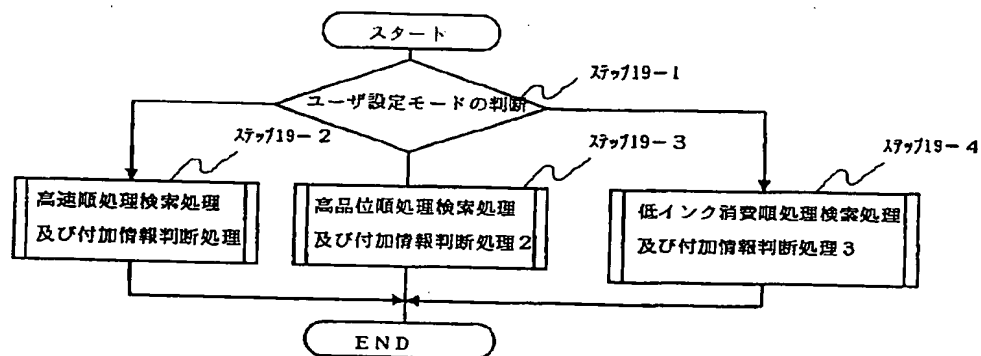 スタート
ステップ19-1
ユーザ設定モードの判断
ステップ19-2
ステップ19-3
ステップ19-4
高速順処理検索処理
及び付加情報判断処理
高品位順処理検索処理
及び付加情報判断処理2
低インク消費順処理検索処理
及び付加情報判断処理3
END